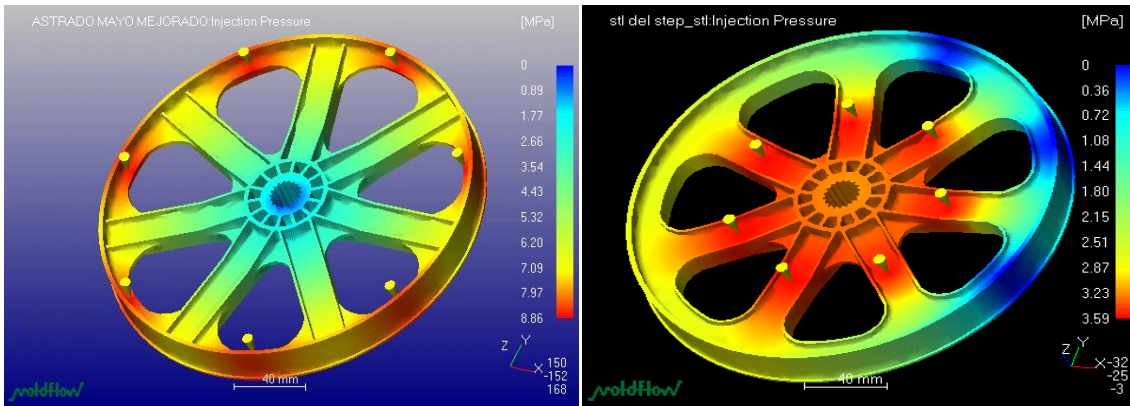 ASTRADO MAYO MEJORADO:Injection Pressure
[MPa]
0
0.89
1.77
2.66
3.54
4.43
5.32
6.20
7.09
7.97
8.86
Y
Z
X
150
-152
168
40 mm
moldflow
stl del step_stl:Injection Pressure
[MPa]
0
0.36
0.72
1.08
1.44
1.80
2.15
2.51
2.87
3.23
3.59
Y
Z
X
-32
-25
-3
40 mm
moldflow